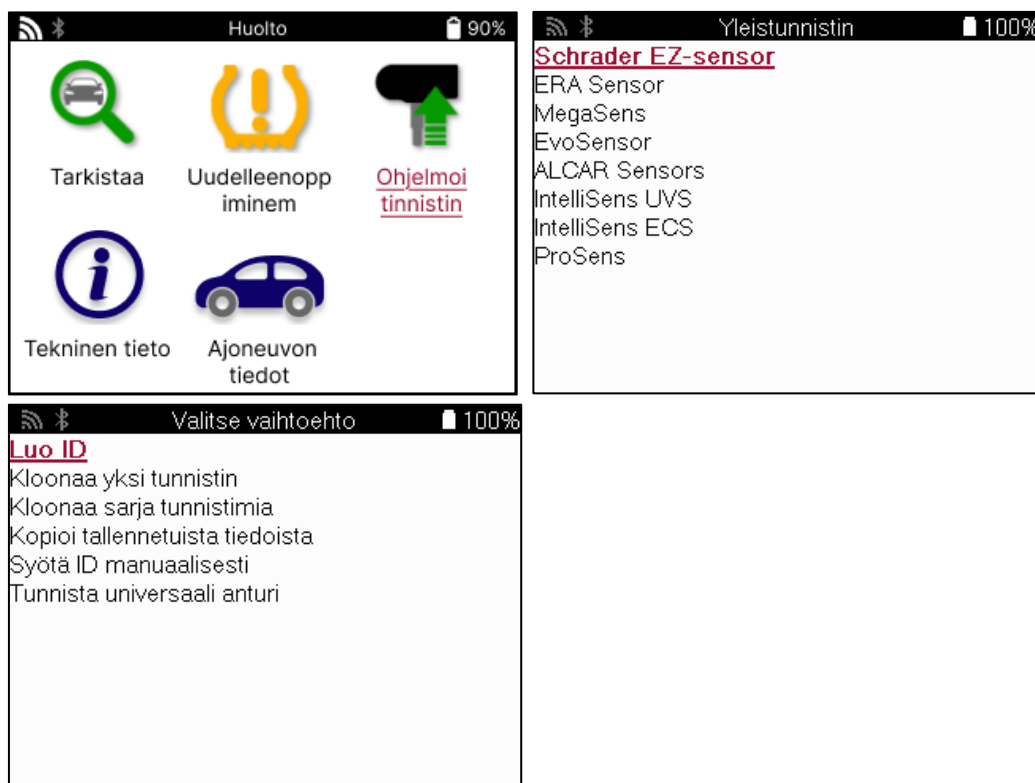 Huolto 90%
Tarkistaa
Uudelleenopp
iminem
Ohjelmoi
tinnistin
Tekninen tieto
Ajoneuvon
tiedot
Yleistunnistin 100%
Schrader EZ-sensor
ERA Sensor
MegaSens
EvoSensor
ALCAR Sensors
IntelliSens UVS
IntelliSens ECS
ProSens
Valitse vaihtoehto 100%
Luo ID
Kloonaa yksi tunnistin
Kloonaa sarja tunnistimia
Kopioi tallennetuista tiedoista
Syötä ID manuaalisesti
Tunnista universaali anturi